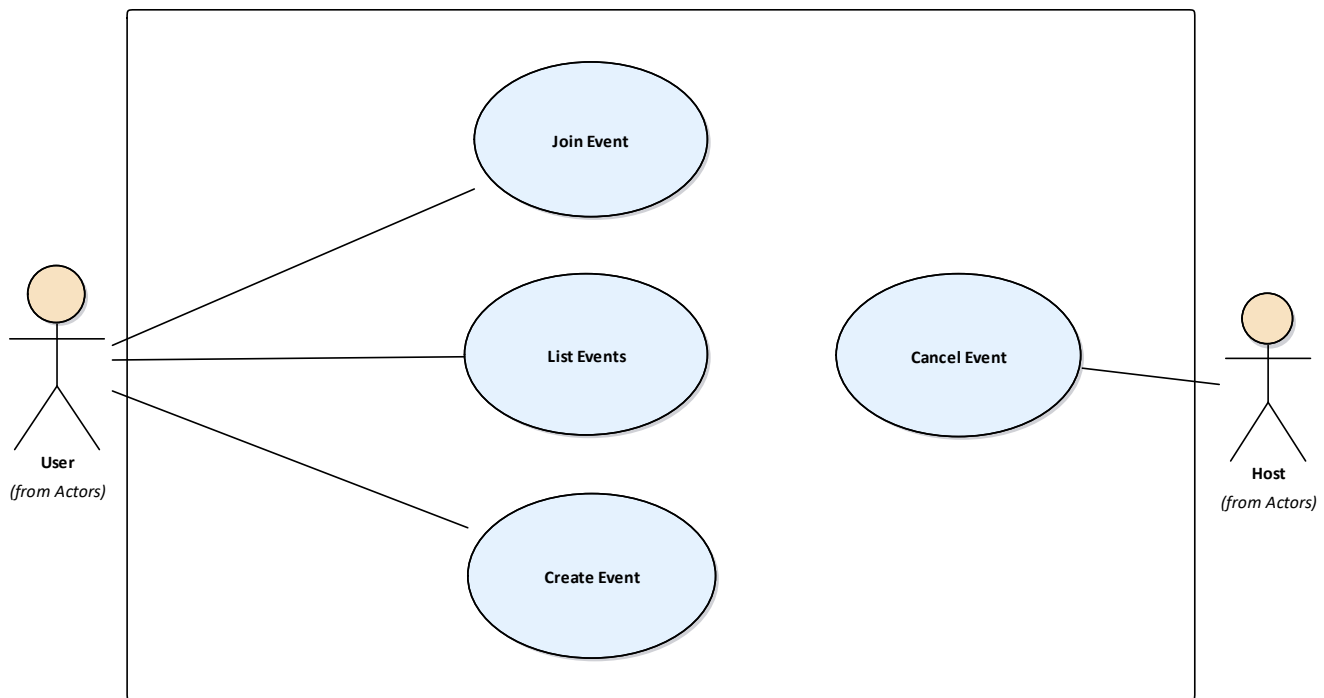 Join Event
List Events
Cancel Event
User
(from Actors)
Host
(from Actors)
Create Event